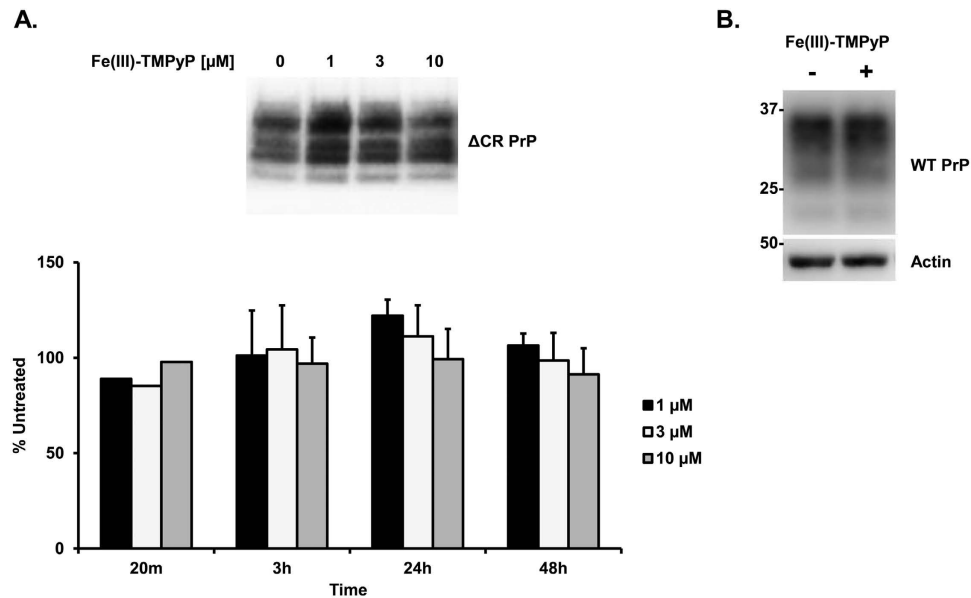 A.
Fe(III)-TMPyP [µM] 0 1 3 10
ΔCR PrP
150
100
50
0
% Untreated
20m 3h 24h 48h
Time
1 µM
3 µM
10 µM
B.
Fe(III)-TMPyP
- +
37-
25-
WT PrP
50-
Actin